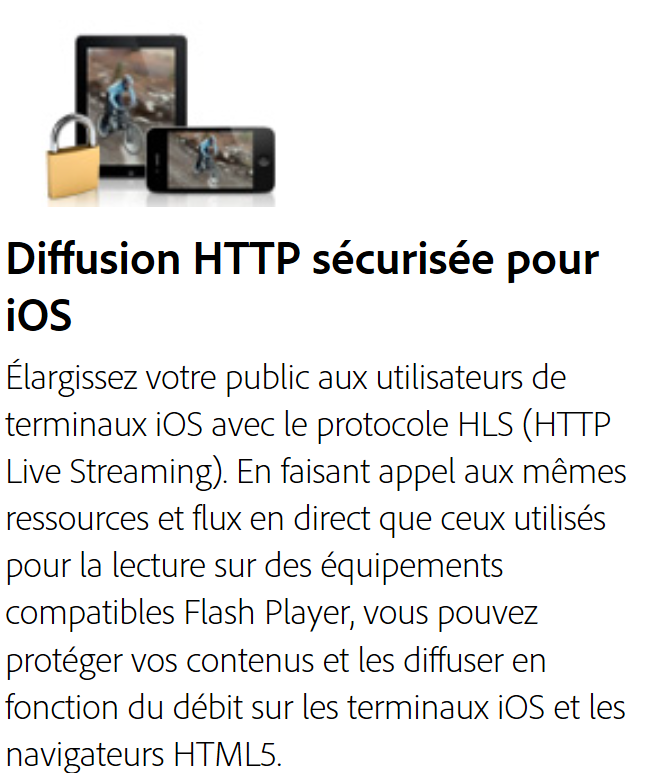 Diffusion HTTP sécurisée pour
iOS
Élargissez votre public aux utilisateurs de
terminaux iOS avec le protocole HLS (HTTP
Live Streaming). En faisant appel aux mêmes
ressources et flux en direct que ceux utilisés
pour la lecture sur des équipements
compatibles Flash Player, vous pouvez
protéger vos contenus et les diffuser en
fonction du débit sur les terminaux iOS et les
navigateurs HTML5.